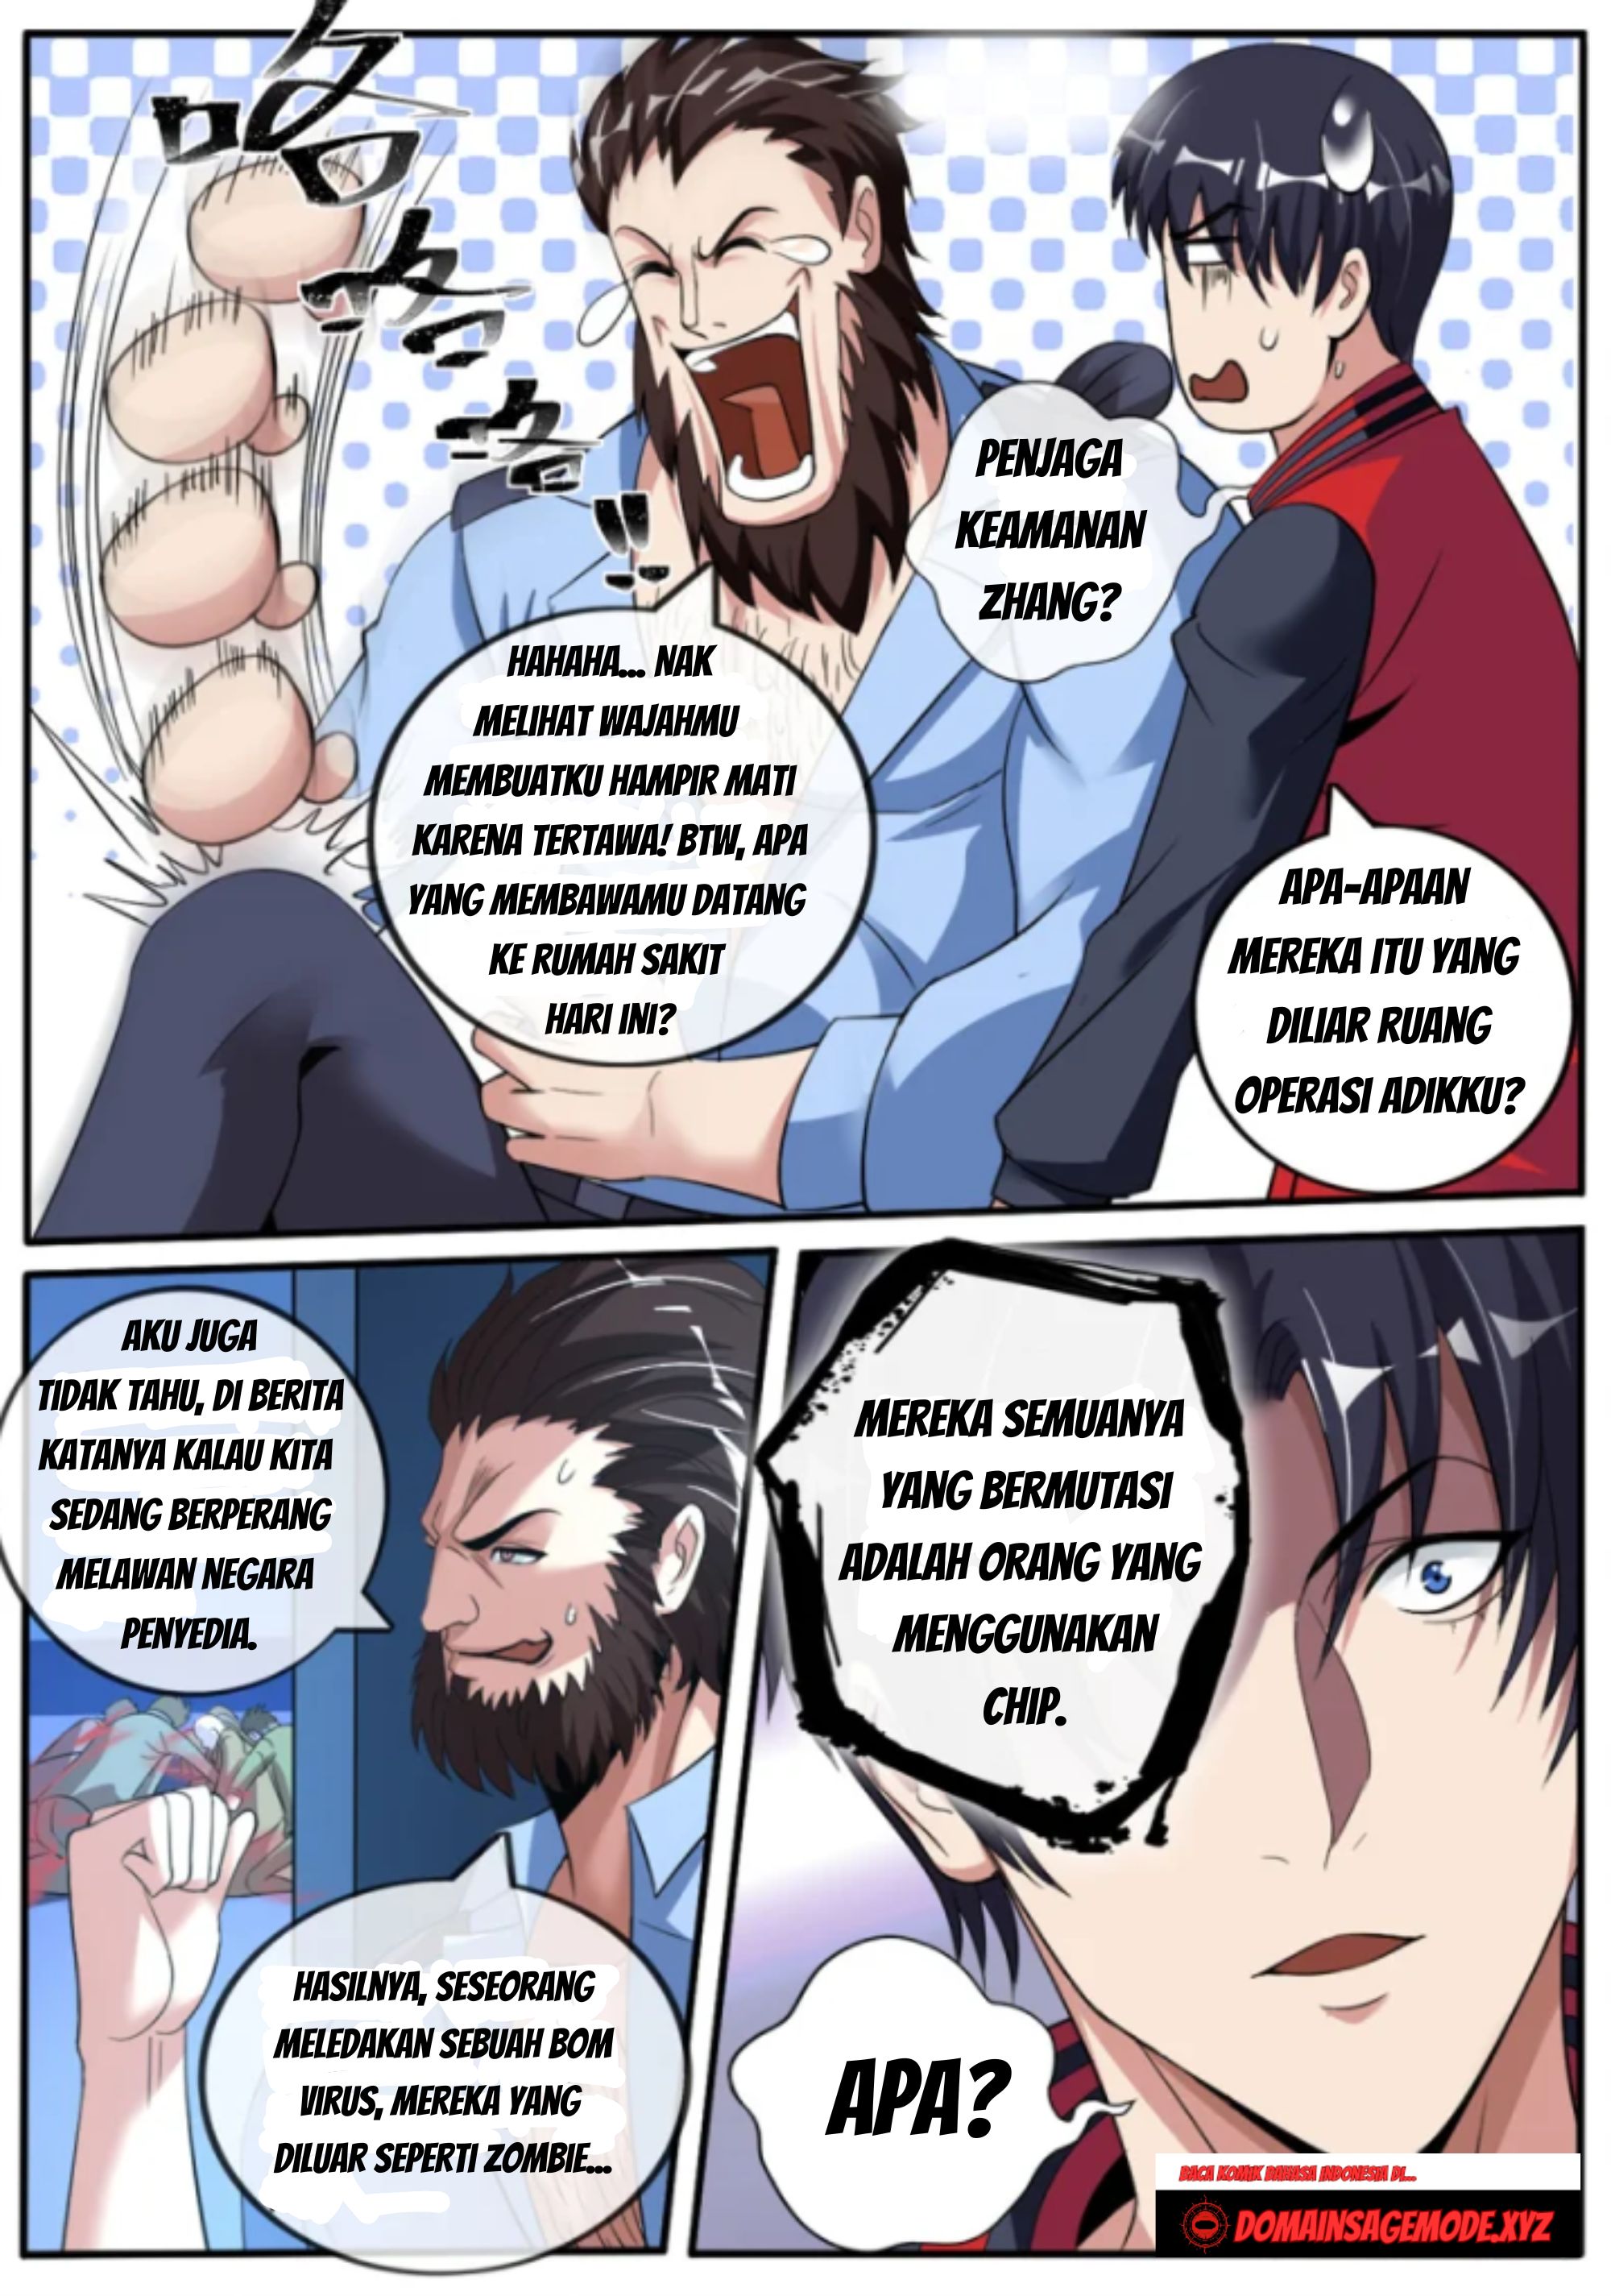 咯
咯
咯
!!
PENJAGA
KEAMANAN
ZHANG?
HAHAHA... NAK
MELIHAT WAJAHMU
MEMBUATKU HAMPIR MATI
KARENA TERTAWA! BTW, APA
YANG MEMBAWAMU DATANG
KE RUMAH SAKIT
HARI INI?
APA-APAAN
MEREKA ITU YANG
DILIAR RUANG
OPERASI ADIKKU?
AKU JUGA
TIDAK TAHU, DI BERITA
KATANYA KALAU KITA
SEDANG BERPERANG
MELAWAN NEGARA
PENYEDIA.
HASILNYA, SESEORANG
MELEDAKAN SEBUAH BOM
VIRUS, MEREKA YANG
DILUAR SEPERTI ZOMBIE...
MEREKA SEMUANYA
YANG BERMUTASI
ADALAH ORANG YANG
MENGGUNAKAN
CHIP.
APA?
BACA KOMIK BAHASA INDONESIA DI...
DOMAINSAGEMODE.XYZ